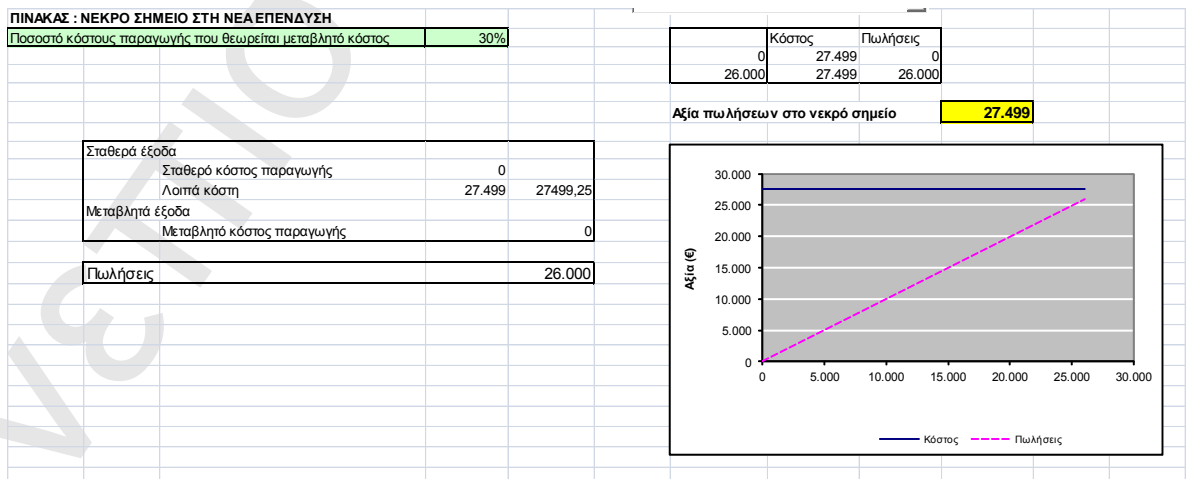 ΠΙΝΑΚΑΣ : ΝΕΚΡΟ ΣΗΜΕΙΟ ΣΤΗ ΝΕΑ ΕΠΕΝΔΥΣΗ
Ποσοστό κόστους παραγωγής που θεωρείται μεταβλητό κόστος 30%
Κόστος Πωλήσεις
0 27.499 0
26.000 27.499 26.000
Αξία πωλήσεων στο νεκρό σημείο 27.499
Σταθερά έξοδα
Σταθερό κόστος παραγωγής 0
Λοιπά κόστη 27.499 27499,25
Μεταβλητά έξοδα
Μεταβλητό κόστος παραγωγής 0
Πωλήσεις 26.000
30.000
25.000
20.000
15.000
10.000
5.000
0
Αξία (€)
0 5.000 10.000 15.000 20.000 25.000 30.000
Κόστος Πωλήσεις